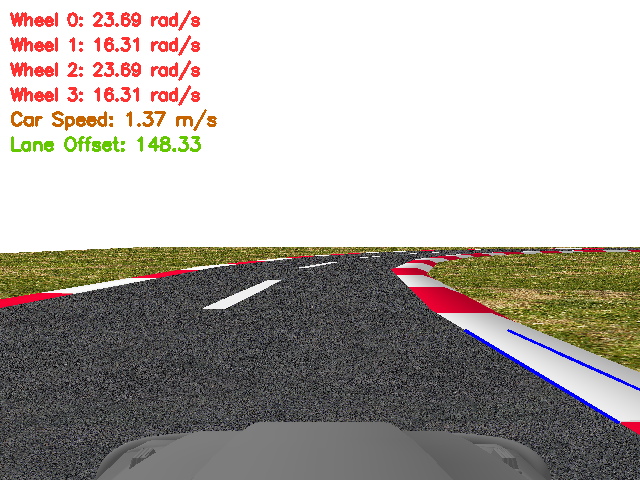 Wheel 0: 23.69 rad/s
Wheel 1: 16.31 rad/s
Wheel 2: 23.69 rad/s
Wheel 3: 16.31 rad/s
Car Speed: 1.37 m/s
Lane Offset: 148.33